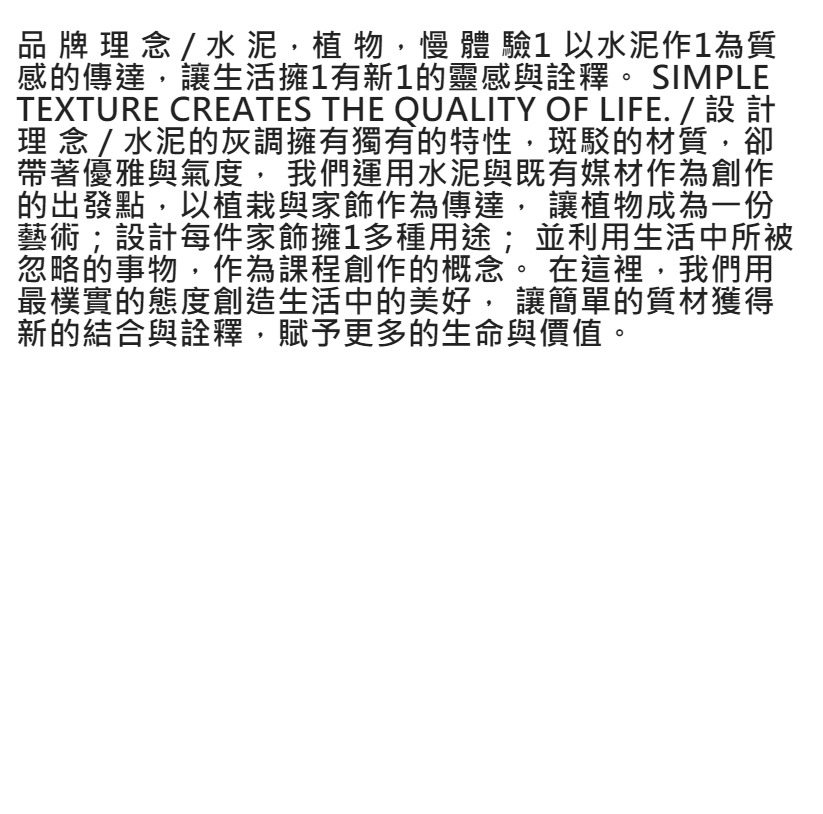 品 牌 理 念 / 水 泥，植 物，慢 體 驗1 以水泥作1為質
感的傳達，讓生活擁1有新1的靈感與詮釋。 SIMPLE
TEXTURE CREATES THE QUALITY OF LIFE. / 設 計
理 念 / 水泥的灰調擁有獨有的特性，斑駁的材質，卻
帶著優雅與氣度， 我們運用水泥與既有媒材作為創作
的出發點，以植栽與家飾作為傳達， 讓植物成為一份
藝術；設計每件家飾擁1多種用途； 並利用生活中所被
忽略的事物，作為課程創作的概念。 在這裡，我們用
最樸實的態度創造生活中的美好， 讓簡單的質材獲得
新的結合與詮釋，賦予更多的生命與價值。